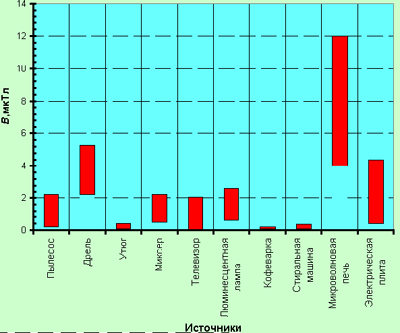 14
12
10
8
6
4
2
0
В,мкТл
Пылесос
Дрель
Утюг
Миксер
Телевизор
Люминесцентная
лампа
Кофеварка
Стиральная
машина
Микроволновая
печь
Электрическая
плита
Источники